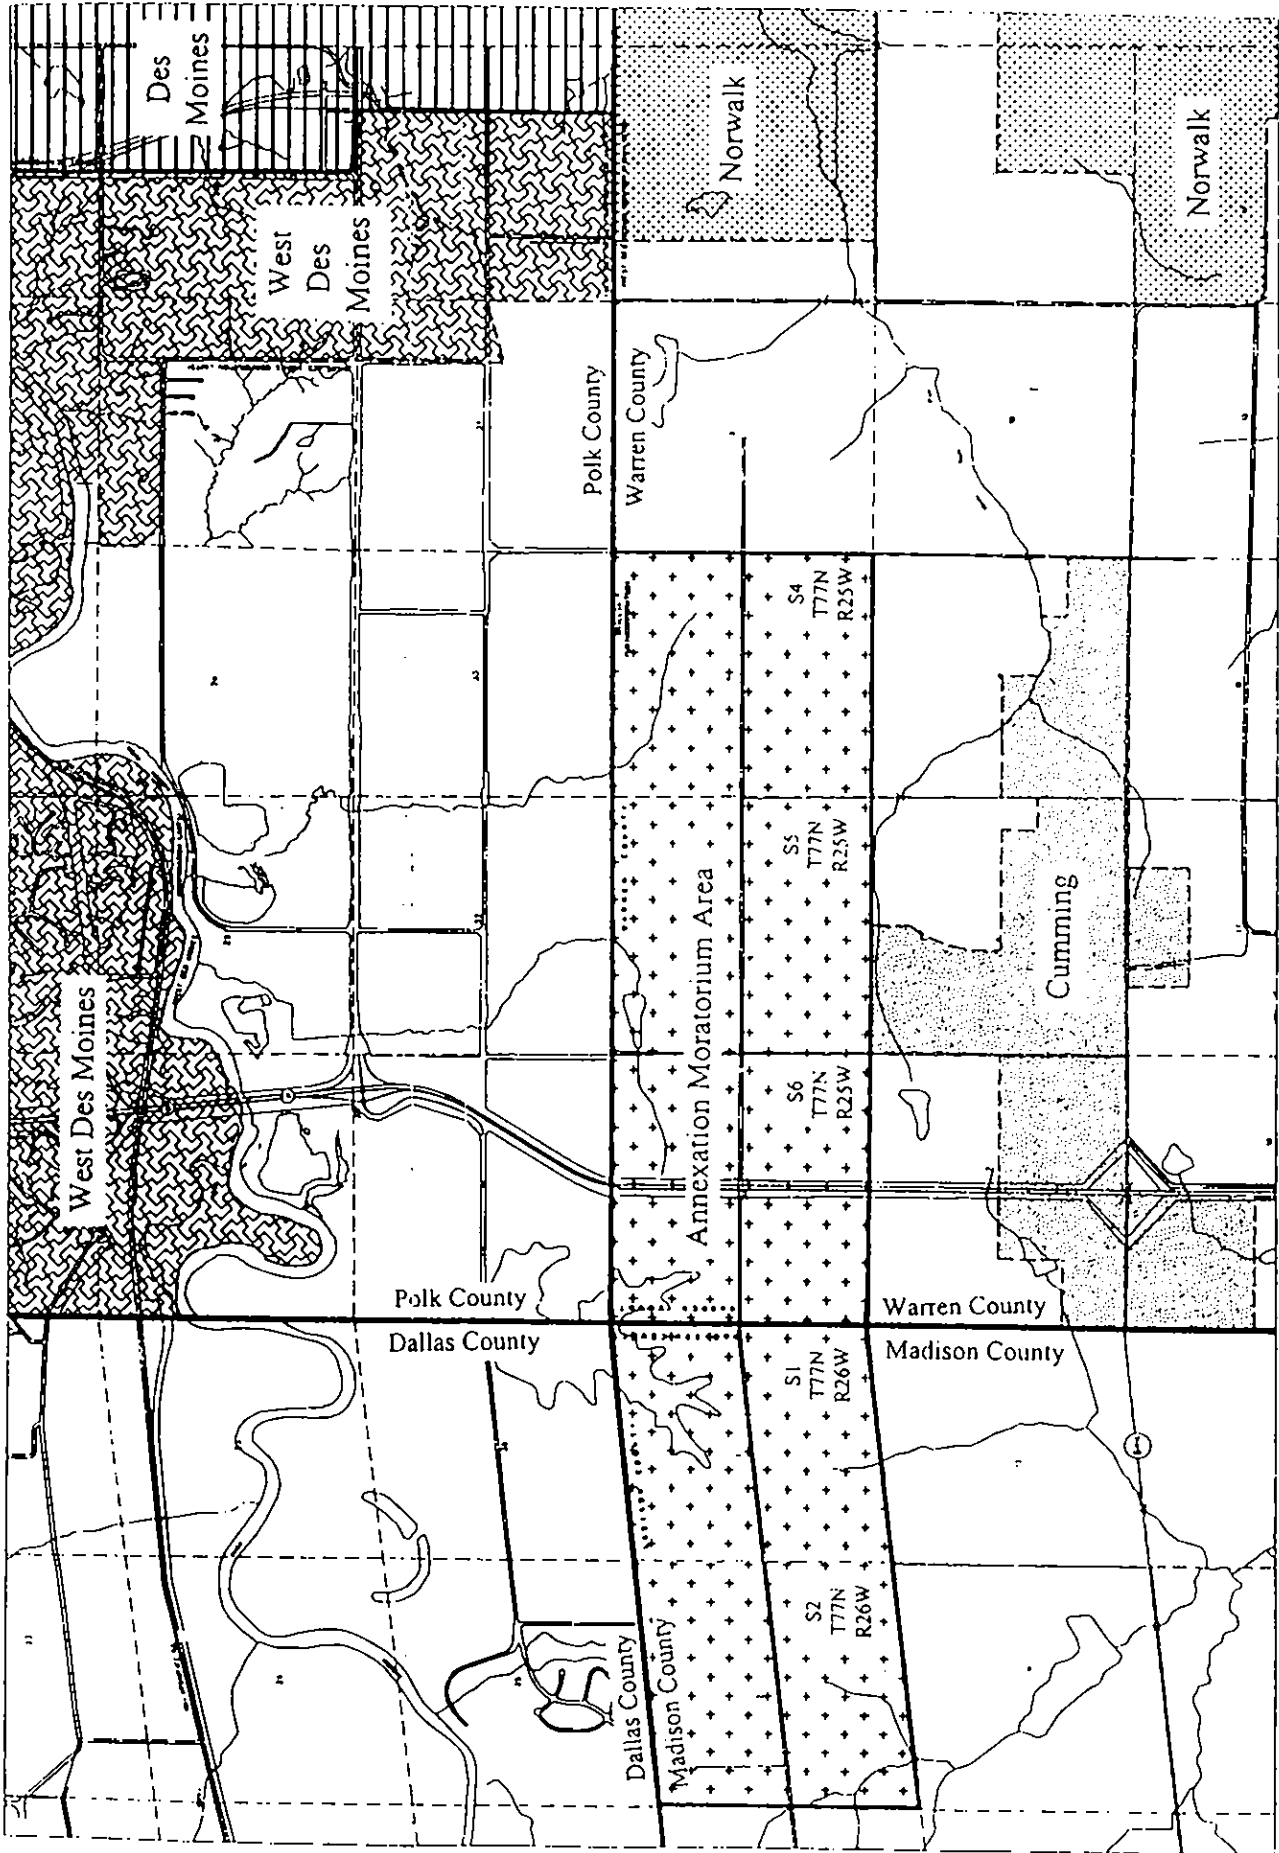 Des
Moines
West
Des
Moines
Norwalk
Norwalk
Polk County
Warren County
S4
T77N
R25W
S5
T77N
R25W
Annexation Moratorium Area
Cumming
West Des Moines
S6
T77N
R25W
Polk County
Dallas County
Warren County
Madison County
S1
T77N
R26W
S2
T77N
R26W
Dallas County
Madison County